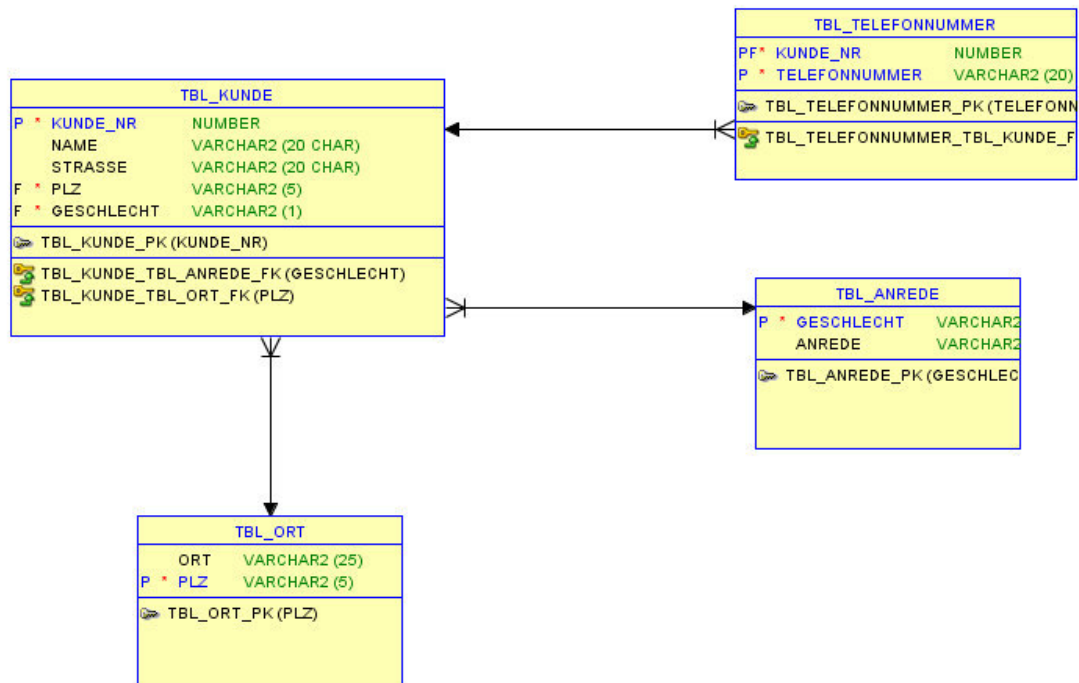 TBL_TELEFONNUMMER
PF* KUNDE_NR NUMBER
P * TELEFONNUMMER VARCHAR2 (20)
TBL_TELEFONNUMMER_PK (TELEFONN
TBL_TELEFONNUMMER_TBL_KUNDE_F
TBL_KUNDE
P * KUNDE_NR NUMBER
NAME VARCHAR2 (20 CHAR)
STRASSE VARCHAR2 (20 CHAR)
F * PLZ VARCHAR2 (5)
F * GESCHLECHT VARCHAR2 (1)
TBL_KUNDE_PK (KUNDE_NR)
TBL_KUNDE_TBL_ANREDE_FK (GESCHLECHT)
TBL_KUNDE_TBL_ORT_FK (PLZ)
TBL_ANREDE
P * GESCHLECHT VARCHAR2
ANREDE VARCHAR2
TBL_ANREDE_PK (GESCHLEC
TBL_ORT
ORT VARCHAR2 (25)
P * PLZ VARCHAR2 (5)
TBL_ORT_PK (PLZ)